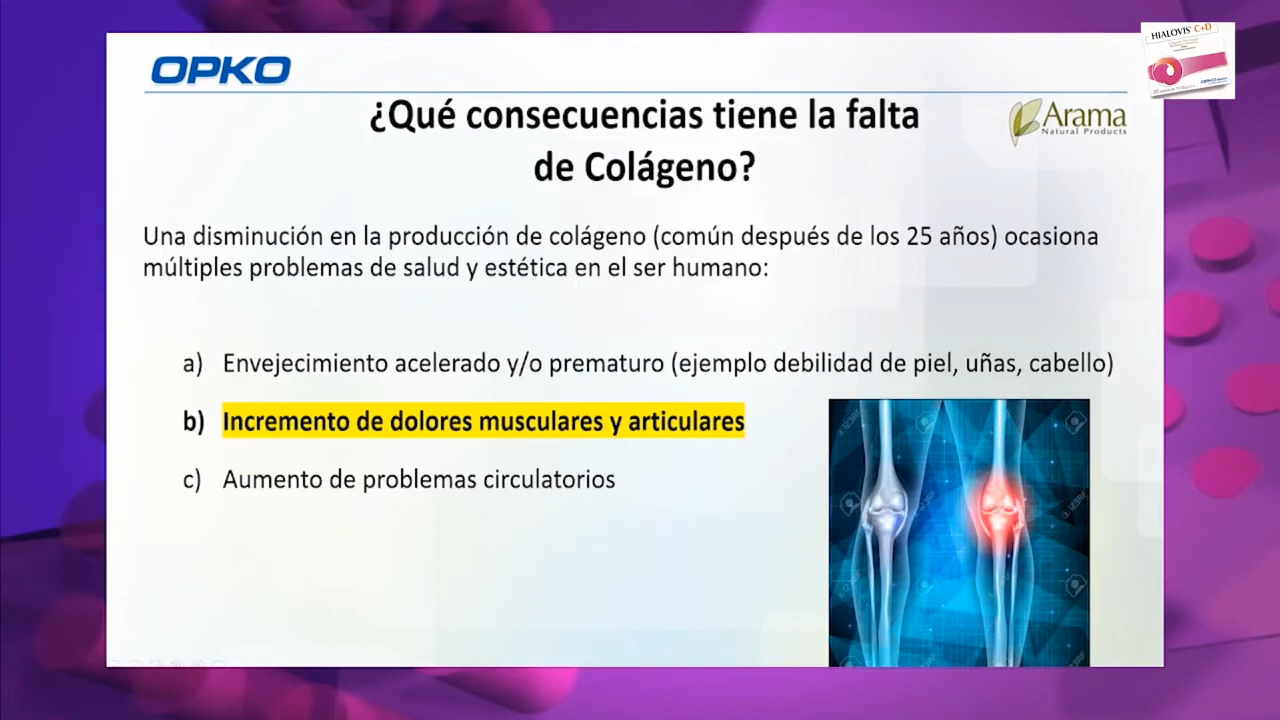 OPKO
HIALOVIS C+D
OPKO
¿Qué consecuencias tiene la falta
de Colágeno?
Arama
Natural Products
Una disminución en la producción de colágeno (común después de los 25 años) ocasiona
múltiples problemas de salud y estética en el ser humano:
a) Envejecimiento acelerado y/o prematuro (ejemplo debilidad de piel, uñas, cabello)
b) Incremento de dolores musculares y articulares
c) Aumento de problemas circulatorios